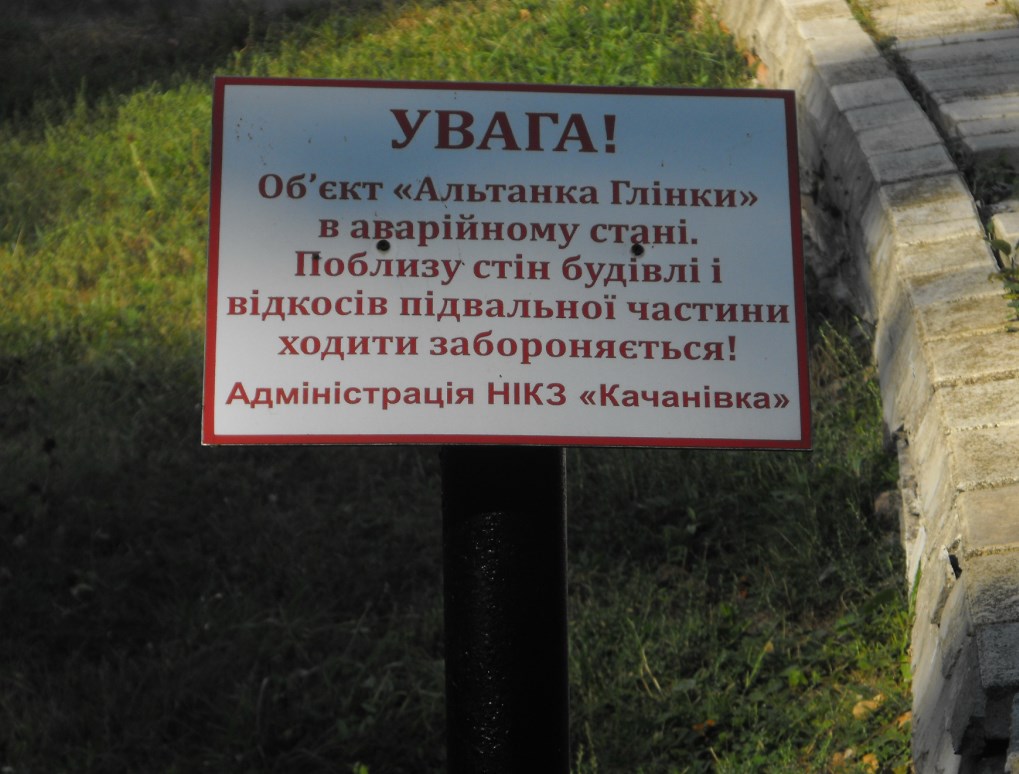 УВАГА!
Об’єкт «Альтанка Глінки»
в аварійному стані.
Поблизу стін будівлі і
відкосів підвальної частини
ходити забороняється!
Адміністрація НІКЗ «Качанівка»